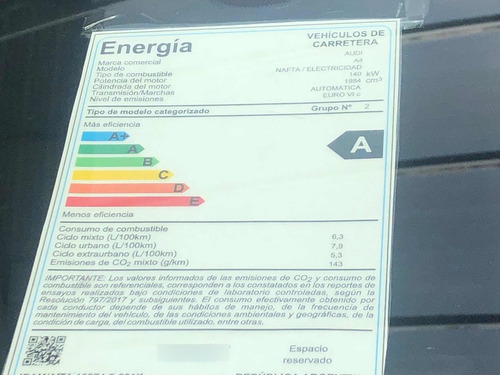 Energía
VEHÍCULOS DE
CARRETERA
Marca comercial AUDI
Modelo A4
Tipo de combustible NAFTA / ELECTRICIDAD
Potencia del motor 140 kW
Cilindrada del motor 1984 cm3
Transmisión/Marchas AUTOMATICA
Nivel de emisiones EURO VI c
Tipo de modelo categorizado Grupo Nº 2
Más eficiencia
A+
A
B
C
D
E
A
Menos eficiencia
Consumo de combustible
Ciclo mixto (L/100km) 6,3
Ciclo urbano (L/100km) 7,9
Ciclo extraurbano (L/100km) 5,3
Emisiones de CO2 mixto (g/km) 143
IMPORTANTE: Los valores informados de las emisiones de CO2 y consumo de
combustible son referenciales, corresponden a los constatados en los reportes de
ensayos realizados bajo condiciones de laboratorio controladas, según la
Resolución 797/2017 y subsiguientes. El consumo efectivamente obtenido por
cada conductor depende de sus hábitos de manejo, de la frecuencia de
mantenimiento del vehículo, de las condiciones ambientales y geográficas, de la
condición de carga, del combustible utilizado, entre otras.
Espacio
reservado
REPÚBLICA